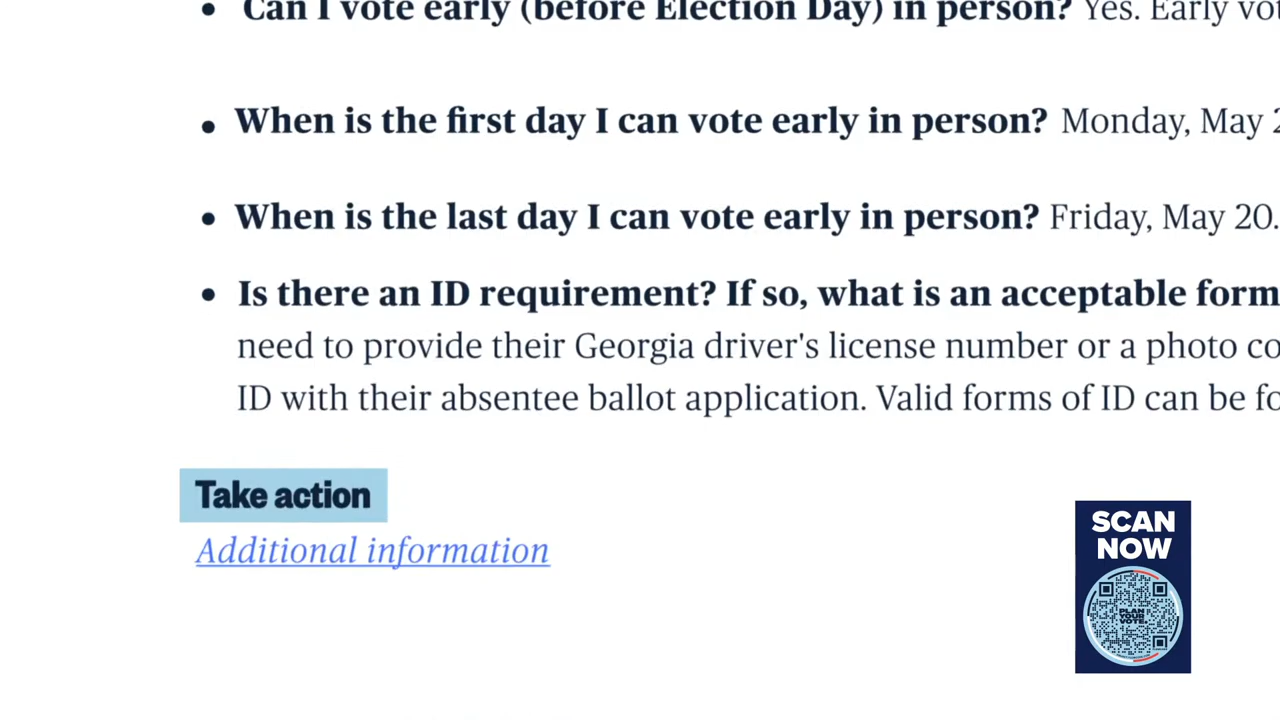 Can I vote early (before Election Day) in person? Yes. Early
When is the first day I can vote early in person? Monday, May
When is the last day I can vote early in person? Friday, May 20.
Is there an ID requirement? If so, what is an acceptable form
need to provide their Georgia driver's license number or a photo
ID with their absentee ballot application. Valid forms of ID can be
Take action
Additional information
SCAN
NOW
PLAN
YOUR
VOTE.